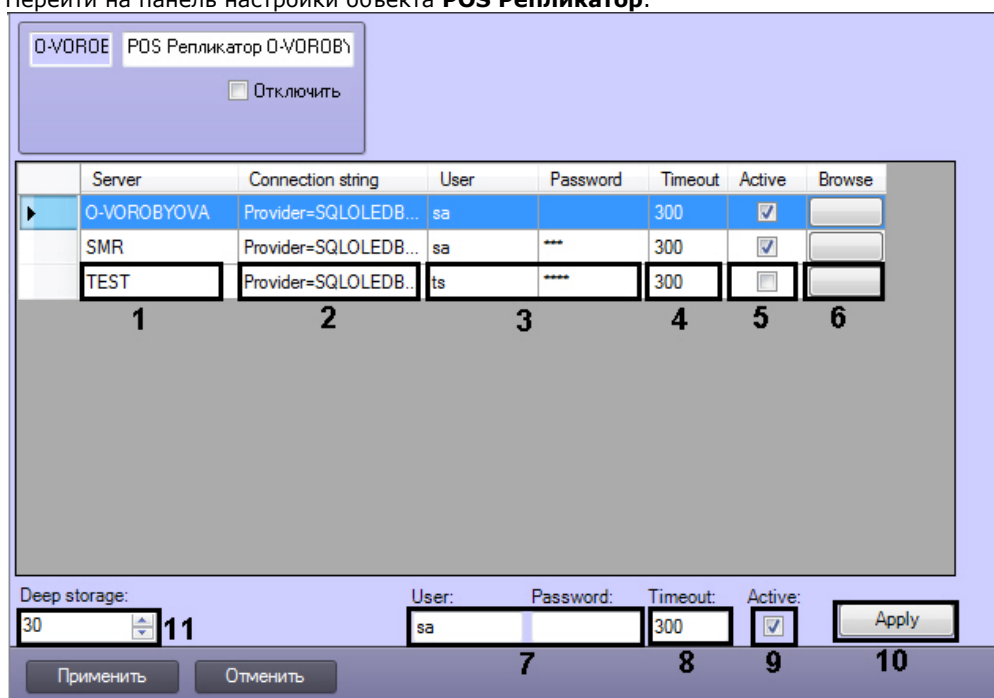 Перейти на панель настройки объекта POS Репликатор.
O-VOROE POS Репликатор O-VOROBY
Отключить
Server Connection string User Password Timeout Active Browse
O-VOROBYOVA Provider=SQLOLEDB... sa 300
SMR Provider=SQLOLEDB... sa *** 300
TEST Provider=SQLOLEDB.. ts **** 300
1 2 3 4 5 6
Deep storage: User: Password: Timeout: Active:
30 11 sa 300 Apply
7 8 9 10
Применить Отменить